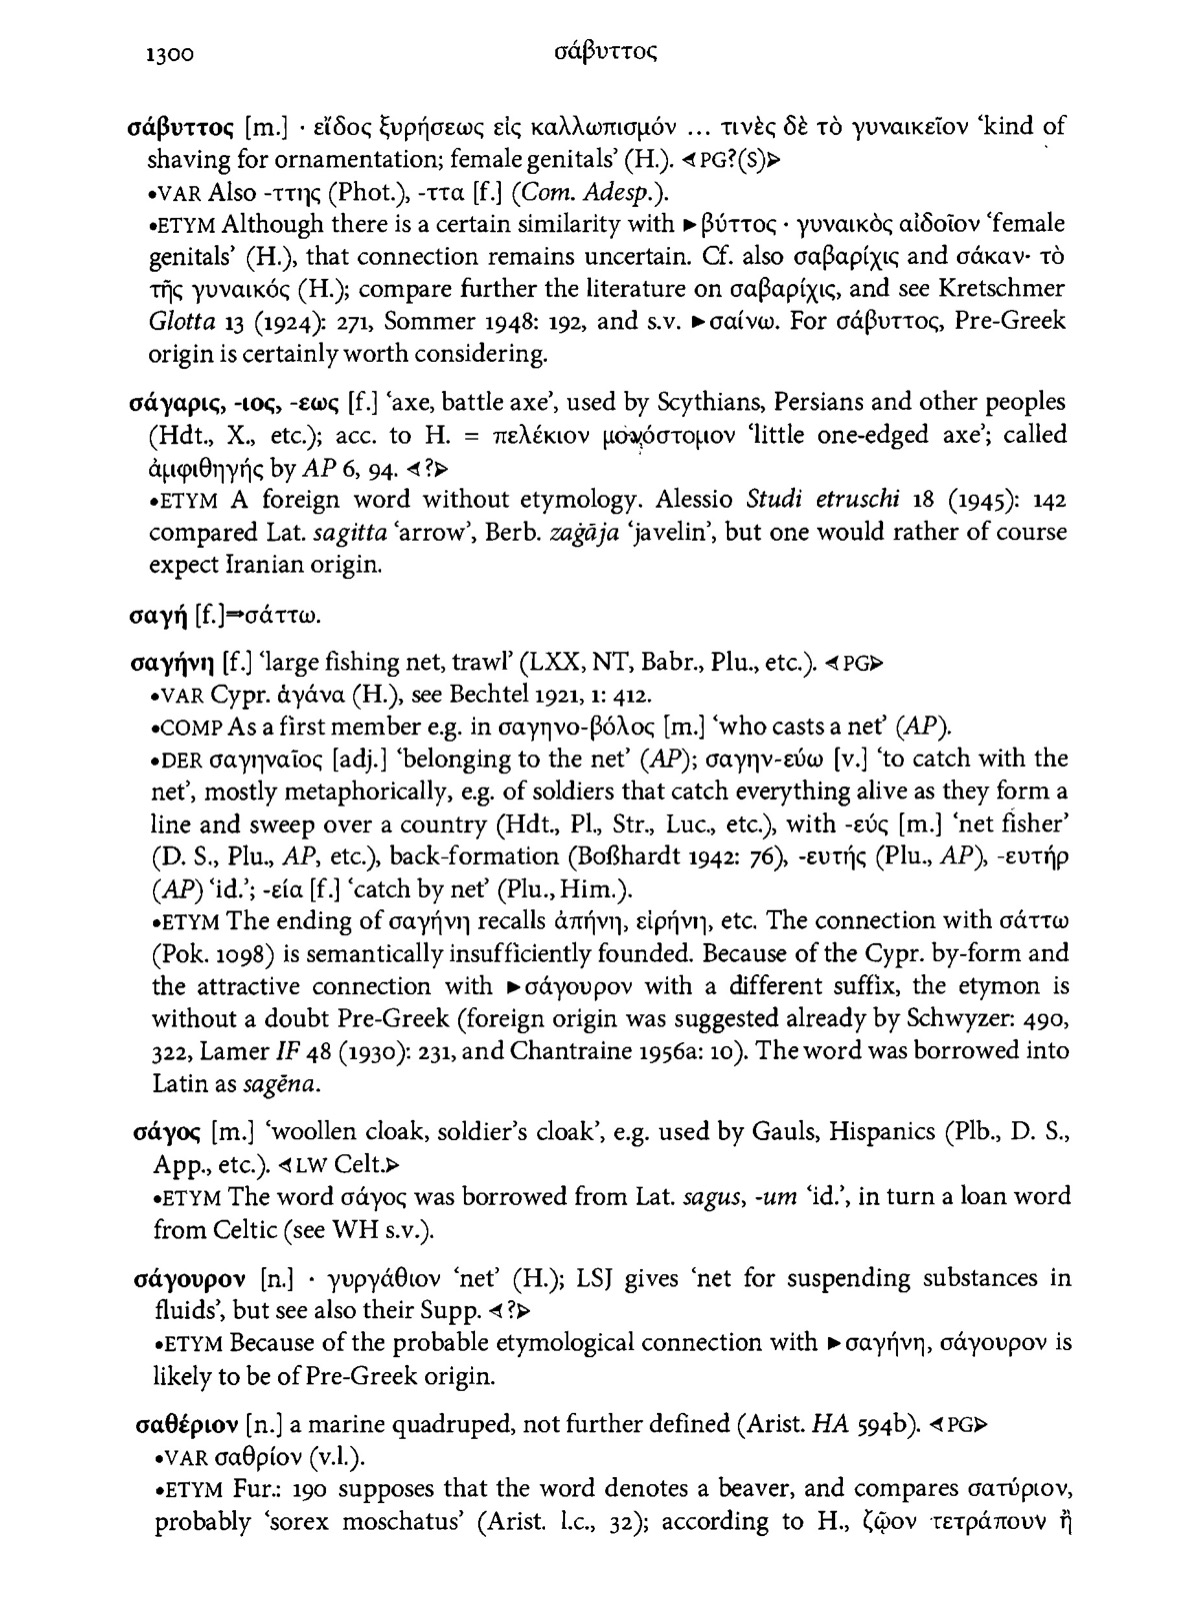 1300 σάβυττος
σάβυττος [m.] · εἶδος ξυρήσεως εἰς καλλωπισμόν ... τινὲς δὲ τὸ γυναικεῖον ‘kind of
shaving for ornamentation; female genitals’ (H.). ◁PG?(S)▷
•VAR Also -ττης (Phot.), -ττα [f.] (Com. Adesp.).
•ETYM Although there is a certain similarity with ►βύττος · γυναικὸς αἰδοῖον ‘female
genitals’ (H.), that connection remains uncertain. Cf. also σαβαρίχις and σάκαν· τὸ
τῆς γυναικός (H.); compare further the literature on σαβαρίχις, and see Kretschmer
Glotta 13 (1924): 271, Sommer 1948: 192, and s.v. ►σαίνω. For σάβυττος, Pre-Greek
origin is certainly worth considering.
σάγαρις, -ιος, -εως [f.] ‘axe, battle axe’, used by Scythians, Persians and other peoples
(Hdt., X., etc.); acc. to H. = πελέκιον μονόστομον ‘little one-edged axe’; called
ἀμφιθηγής by AP 6, 94. ◁?▷
•ETYM A foreign word without etymology. Alessio Studi etruschi 18 (1945): 142
compared Lat. sagitta ‘arrow’, Berb. zaġāja ‘javelin’, but one would rather of course
expect Iranian origin.
σαγή [f.]⇒σάττω.
σαγήνη [f.] ‘large fishing net, trawl’ (LXX, NT, Babr., Plu., etc.). ◁PG▷
•VAR Cypr. ἀγάνα (H.), see Bechtel 1921, 1: 412.
•COMP As a first member e.g. in σαγηνο-βόλος [m.] ‘who casts a net’ (AP).
•DER σαγηναῖος [adj.] ‘belonging to the net’ (AP); σαγην-εύω [v.] ‘to catch with the
net’, mostly metaphorically, e.g. of soldiers that catch everything alive as they form a
line and sweep over a country (Hdt., Pl., Str., Luc., etc.), with -εύς [m.] ‘net fisher’
(D. S., Plu., AP, etc.), back-formation (Boßhardt 1942: 76), -ευτής (Plu., AP), -ευτήρ
(AP) ‘id.’; -εία [f.] ‘catch by net’ (Plu., Him.).
•ETYM The ending of σαγήνη recalls ἀπήνη, εἰρήνη, etc. The connection with σάττω
(Pok. 1098) is semantically insufficiently founded. Because of the Cypr. by-form and
the attractive connection with ►σάγουρον with a different suffix, the etymon is
without a doubt Pre-Greek (foreign origin was suggested already by Schwyzer: 490,
322, Lamer IF 48 (1930): 231, and Chantraine 1956a: 10). The word was borrowed into
Latin as sagēna.
σάγος [m.] ‘woollen cloak, soldier’s cloak’, e.g. used by Gauls, Hispanics (Plb., D. S.,
App., etc.). ◁LW Celt.▷
•ETYM The word σάγος was borrowed from Lat. sagus, -um ‘id.’, in turn a loan word
from Celtic (see WH s.v.).
σάγουρον [n.] · γυργάθιον ‘net’ (H.); LSJ gives ‘net for suspending substances in
fluids’, but see also their Supp. ◁?▷
•ETYM Because of the probable etymological connection with ►σαγήνη, σάγουρον is
likely to be of Pre-Greek origin.
σαθέριον [n.] a marine quadruped, not further defined (Arist. HA 594b). ◁PG▷
•VAR σαθρίον (v.l.).
•ETYM Fur.: 190 supposes that the word denotes a beaver, and compares σατύριον,
probably ‘sorex moschatus’ (Arist. l.c., 32); according to H., ζῷον τετράπουν ἢ